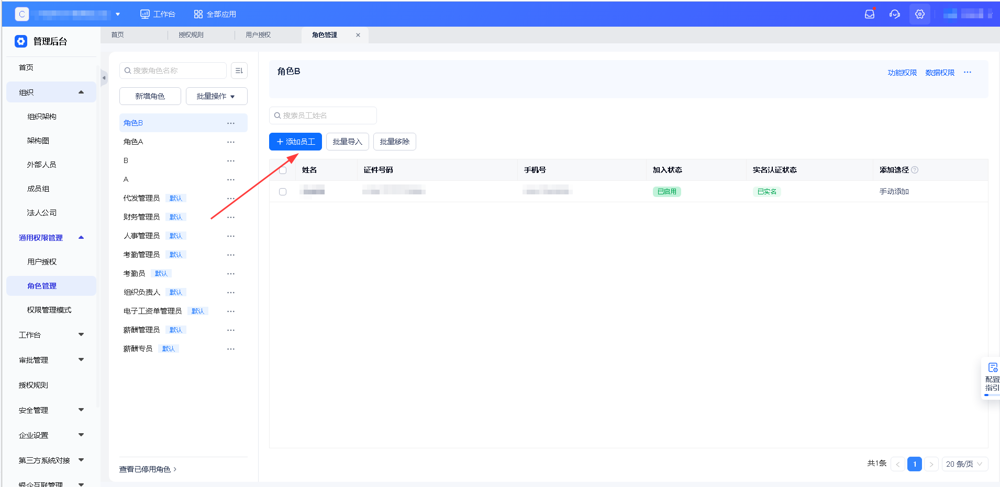 C
工作台
全部应用
管理后台
首页
授权规则
用户授权
角色管理
首页
组织
组织架构
架构图
外部人员
成员组
法人公司
通用权限管理
用户授权
角色管理
权限管理模式
工作台
审批管理
授权规则
安全管理
企业设置
第三方系统对接
银企互联管理
搜索角色名称
新增角色
批量操作
角色B
角色A
B
A
代发管理员 默认
财务管理员 默认
人事管理员 默认
考勤管理员 默认
考勤员 默认
组织负责人 默认
电子工资单管理员 默认
薪酬管理员 默认
薪酬专员 默认
查看已停用角色 >
角色B
功能权限 数据权限 ···
搜索员工姓名
+ 添加员工
批量导入
批量移除
姓名 证件号码 手机号 加入状态 实名认证状态 添加途径
已启用 已实名 手动添加
共1条 < 1 > 20 条/页
配置
指引